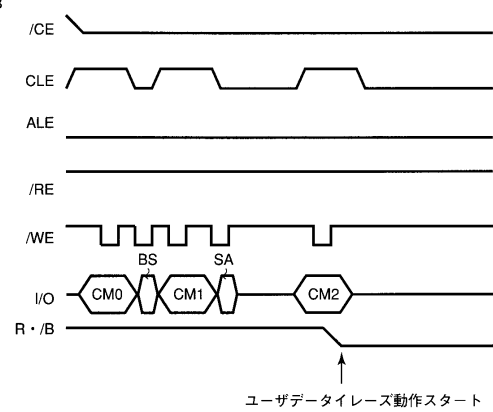 /CE
CLE
ALE
/RE
/WE
BS SA
I/O CM0 CM1 CM2
R・/B
ユーザデータイレーズ動作スタート